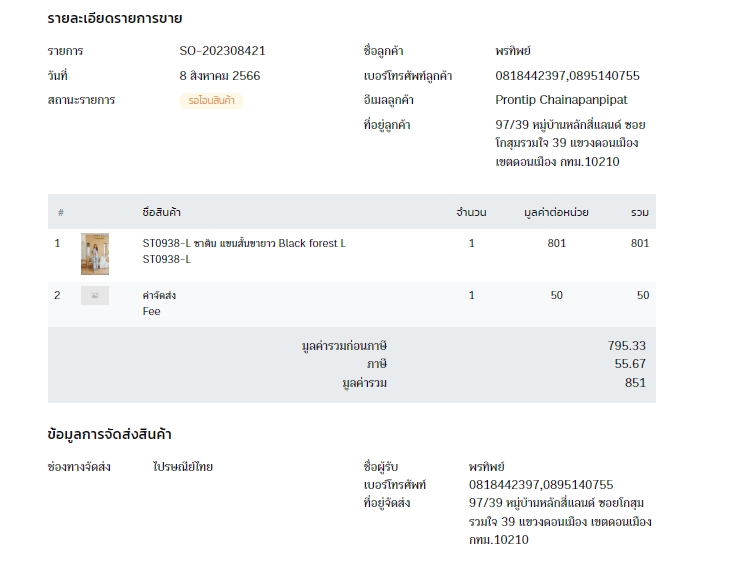 รายละเอียดรายการขาย
รายการ SO-202308421 ชื่อลูกค้า พรทิพย์
วันที่ 8 สิงหาคม 2566 เบอร์โทรศัพท์ลูกค้า 0818442397,0895140755
สถานะรายการ รอโอนสินค้า อีเมลลูกค้า Prontip Chainapanpipat
ที่อยู่ลูกค้า 97/39 หมู่บ้านหลักสี่แลนด์ ซอย
โกสุมรวมใจ 39 แขวงดอนเมือง
เขตดอนเมือง กทม.10210
# ชื่อสินค้า จำนวน มูลค่าต่อหน่วย รวม
1 ST0938-L ซาติน แขนสั้นขายาว Black forest L 1 801 801
ST0938-L
2 ค่าจัดส่ง 1 50 50
Fee
มูลค่ารวมก่อนภาษี 795.33
ภาษี 55.67
มูลค่ารวม 851
ข้อมูลการจัดส่งสินค้า
ช่องทางจัดส่ง ไปรษณีย์ไทย ชื่อผู้รับ พรทิพย์
เบอร์โทรศัพท์ 0818442397,0895140755
ที่อยู่จัดส่ง 97/39 หมู่บ้านหลักสี่แลนด์ ซอยโกสุม
รวมใจ 39 แขวงดอนเมือง เขตดอนเมือง
กทม.10210